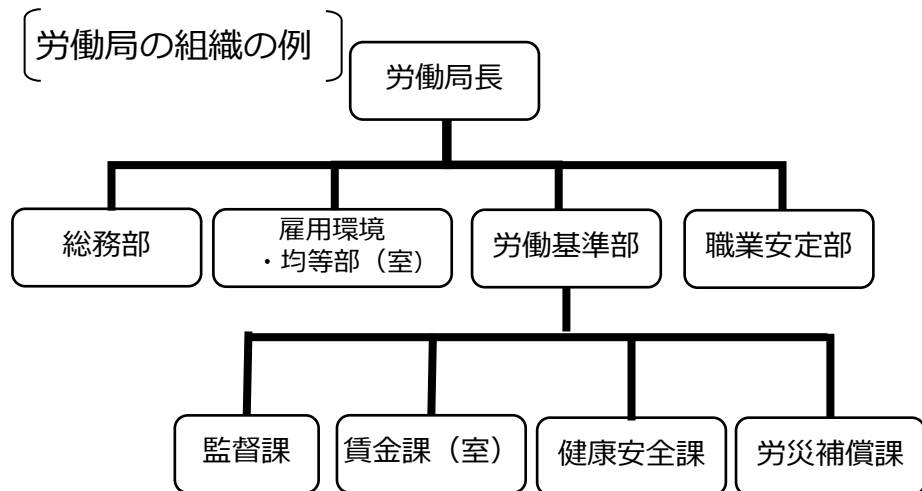 労働局の組織の例
労働局長
総務部
雇用環境
・均等部（室）
労働基準部
職業安定部
監督課
賃金課（室）
健康安全課
労災補償課